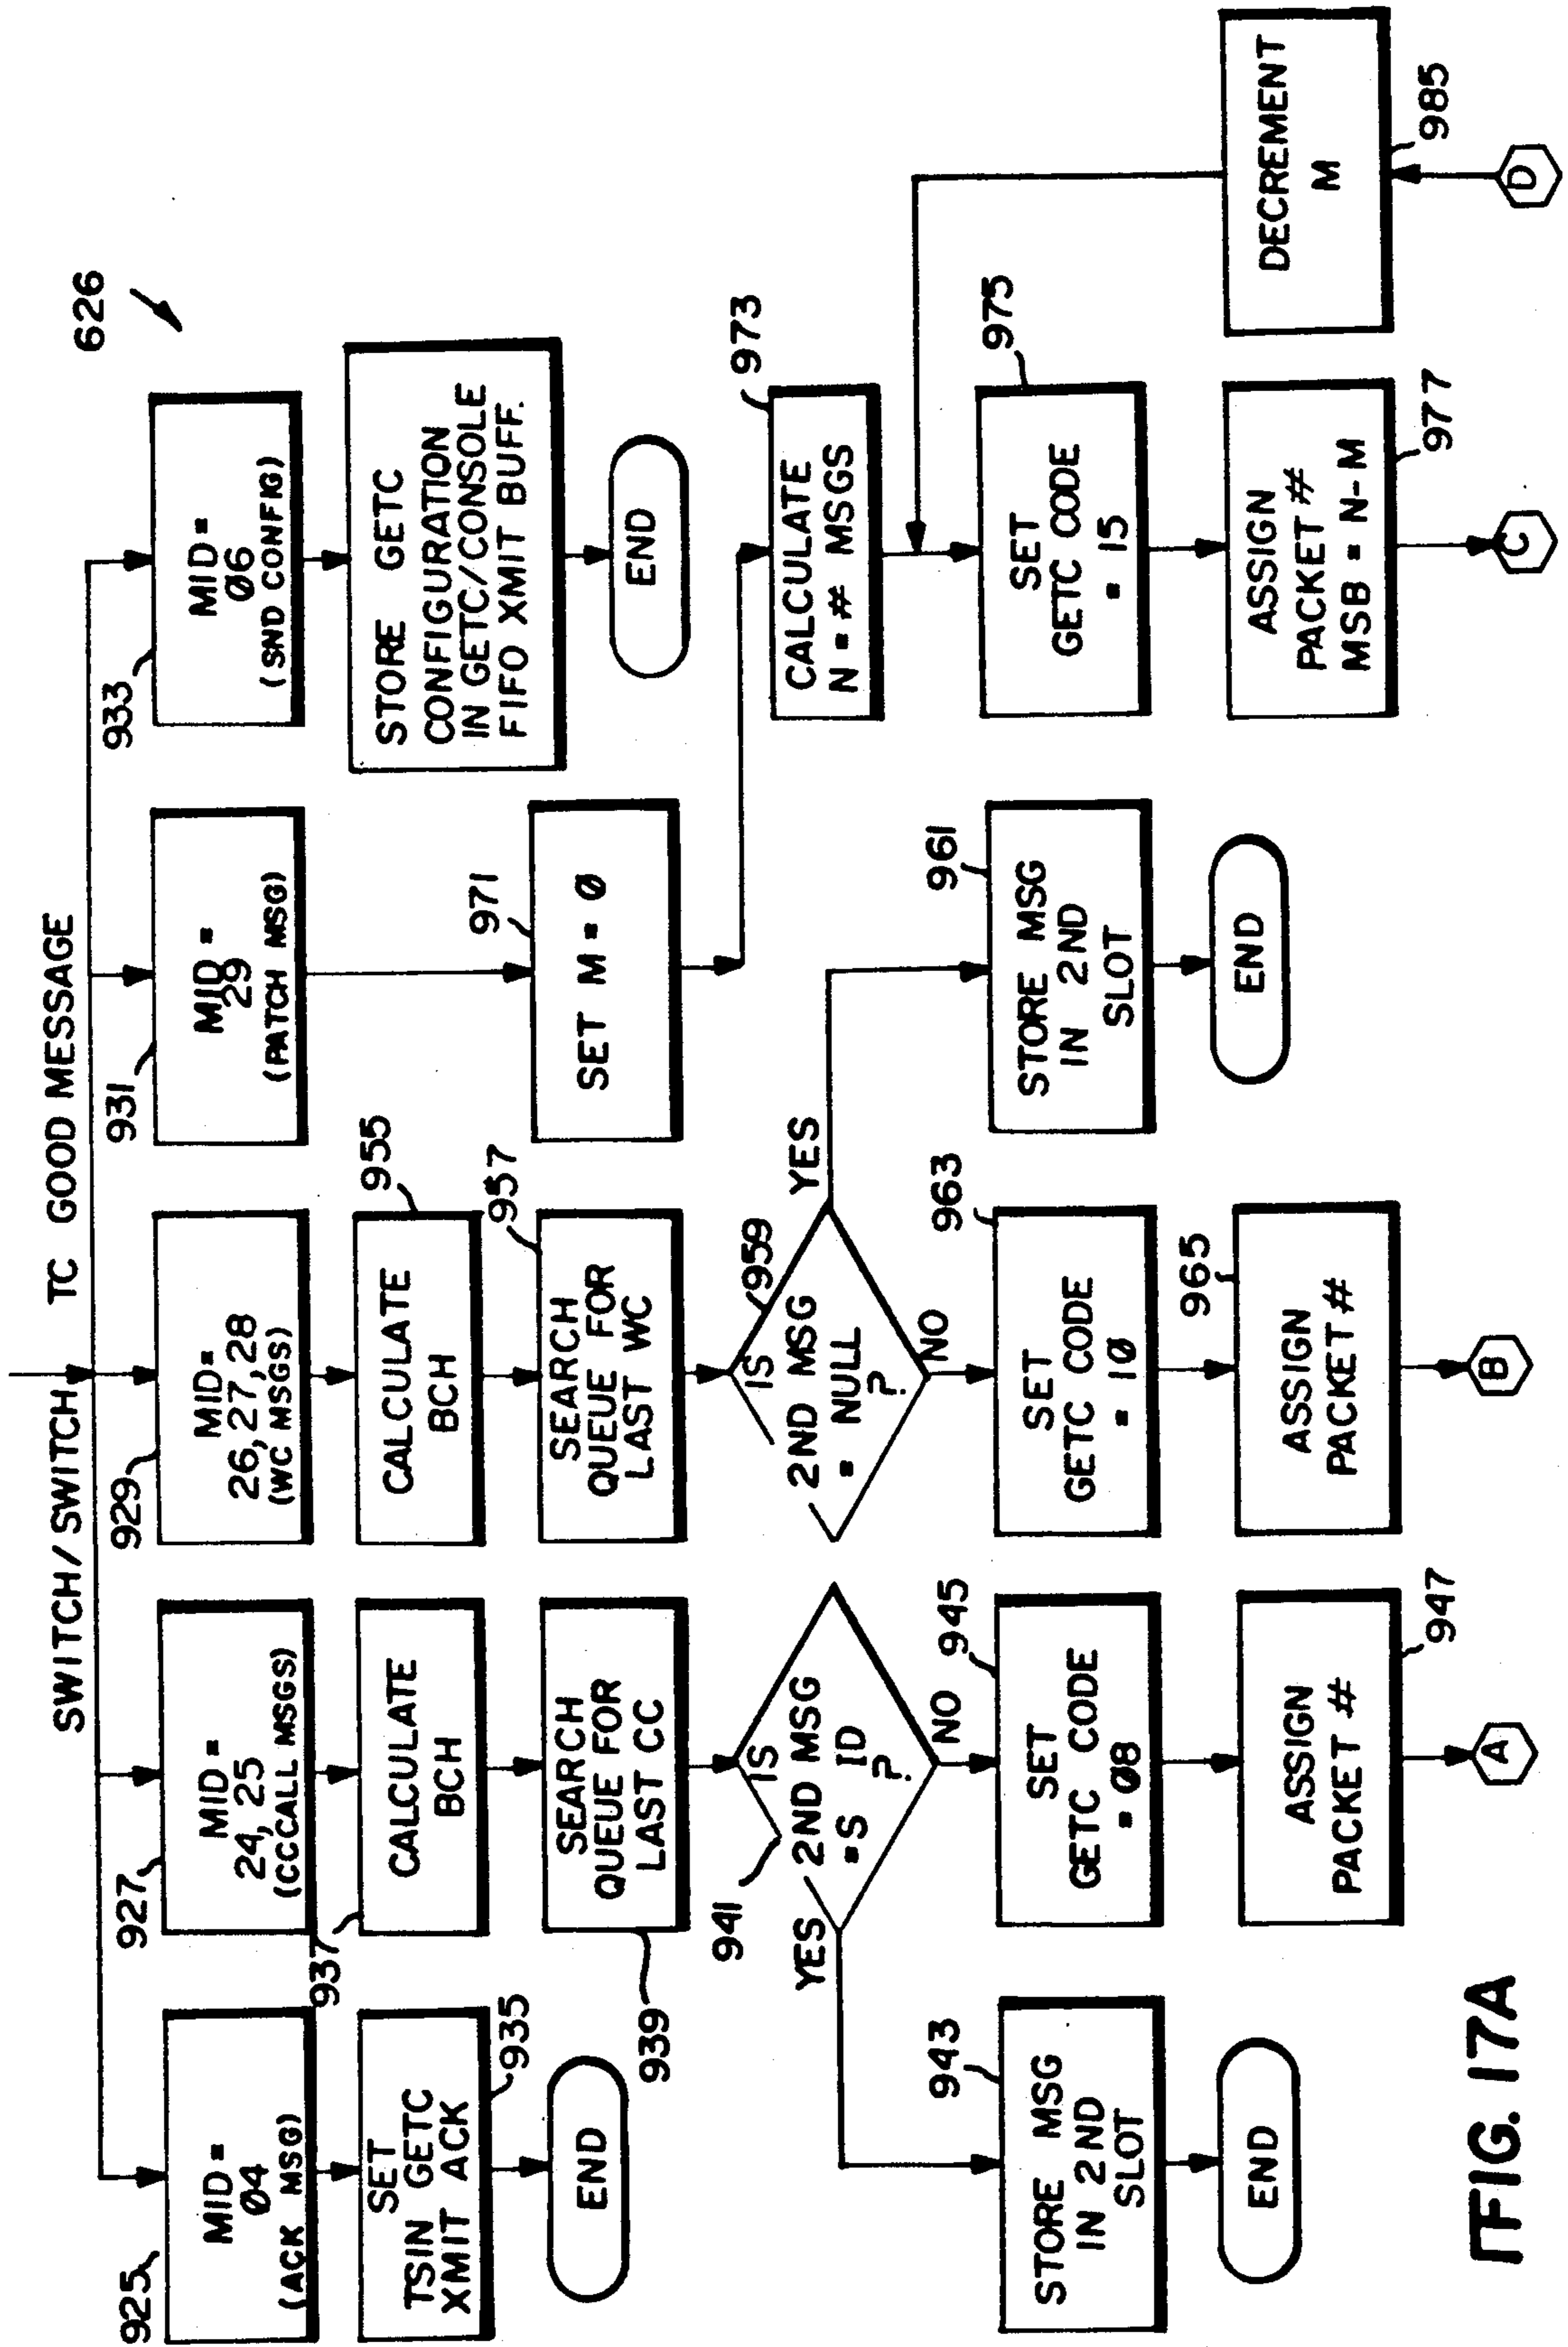 SWITCH/SWITCH TC GOOD MESSAGE
626
925
MID =
Ø4
(ACK MSG)
SET
TSIN GETC
XMIT ACK
935
END
927
MID =
24, 25
(CCCALL MSGS)
937
CALCULATE
BCH
939
SEARCH
QUEUE FOR
LAST CC
941
IS
2ND MSG
=S ID
?
YES
NO
943
STORE MSG
IN 2ND
SLOT
END
945
SET
GETC CODE
= Ø8
ASSIGN
PACKET #
947
A
929
MID=
26,27,28
(WC MSGS)
955
CALCULATE
BCH
957
SEARCH
QUEUE FOR
LAST WC
959
IS
2ND MSG
= NULL
?
YES
NO
961
STORE MSG
IN 2ND
SLOT
END
963
SET
GETC CODE
= 1Ø
965
ASSIGN
PACKET #
B
931
MID =
29
(PATCH MSG)
971
SET M = Ø
933
MID =
Ø6
(SND CONFIG)
STORE GETC
CONFIGURATION
IN GETC/CONSOLE
FIFO XMIT BUFF.
END
973
CALCULATE
N = # MSGS
975
SET
GETC CODE
= 15
ASSIGN
PACKET #
MSB = N-M
977
C
DECREMENT
M
985
D
FIG. 17A